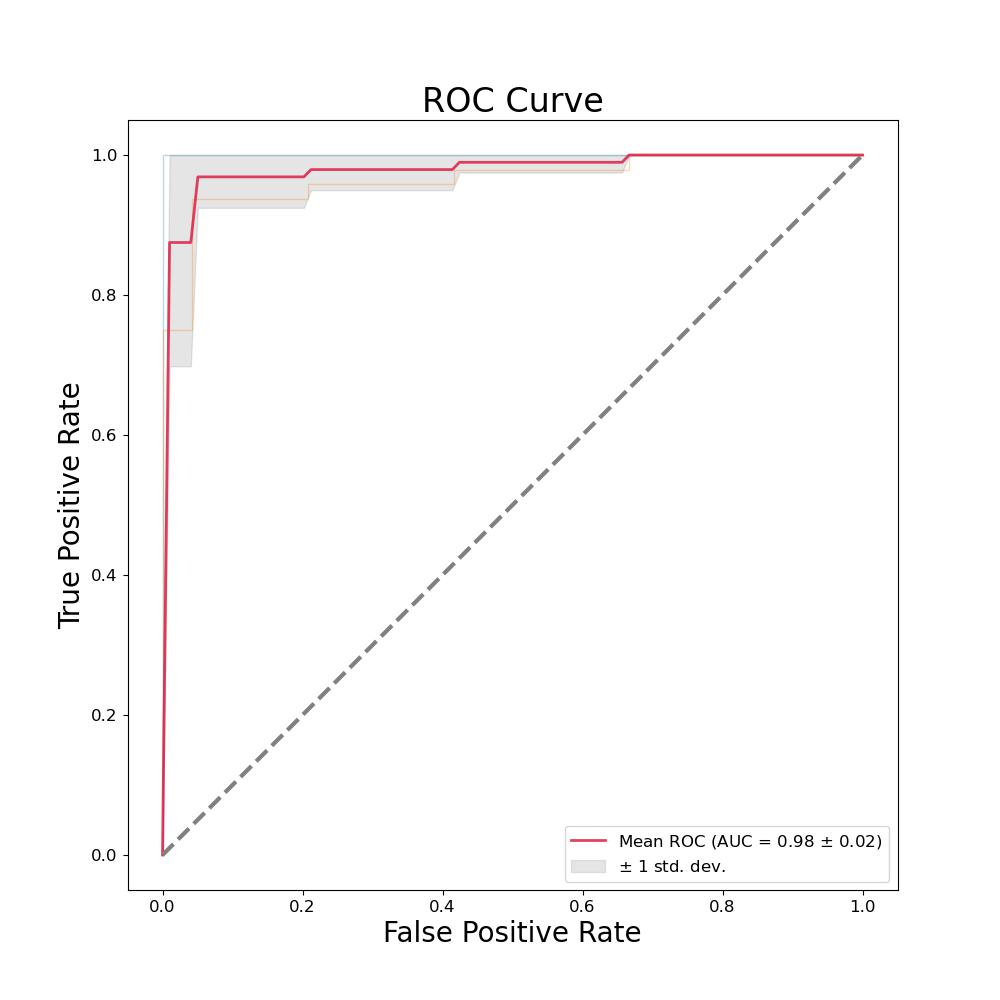 ROC Curve
1.0
0.8
0.6
0.4
0.2
0.0
True Positive Rate
Mean ROC (AUC = 0.98 ± 0.02)
± 1 std. dev.
0.0 0.2 0.4 0.6 0.8 1.0
False Positive Rate